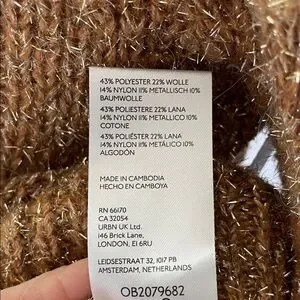 43% POLYESTER 22% WOLLE
14% NYLON 11% METALLISCH 10%
BAUMWOLLE
43% POLIESTERE 22% LANA
14% NYLON 11% METALLICO 10%
COTONE
43% POLIÉSTER 22% LANA
14% NYLON 11% METÁLICO 10%
ALGODÓN
MADE IN CAMBODIA
HECHO EN CAMBOYA
RN 66170
CA 32054
URBN UK Ltd.
146 Brick Lane,
LONDON, E1 6RU
LEIDSESTRAAT 32, 1017 PB
AMSTERDAM, NETHERLANDS
OB2079682